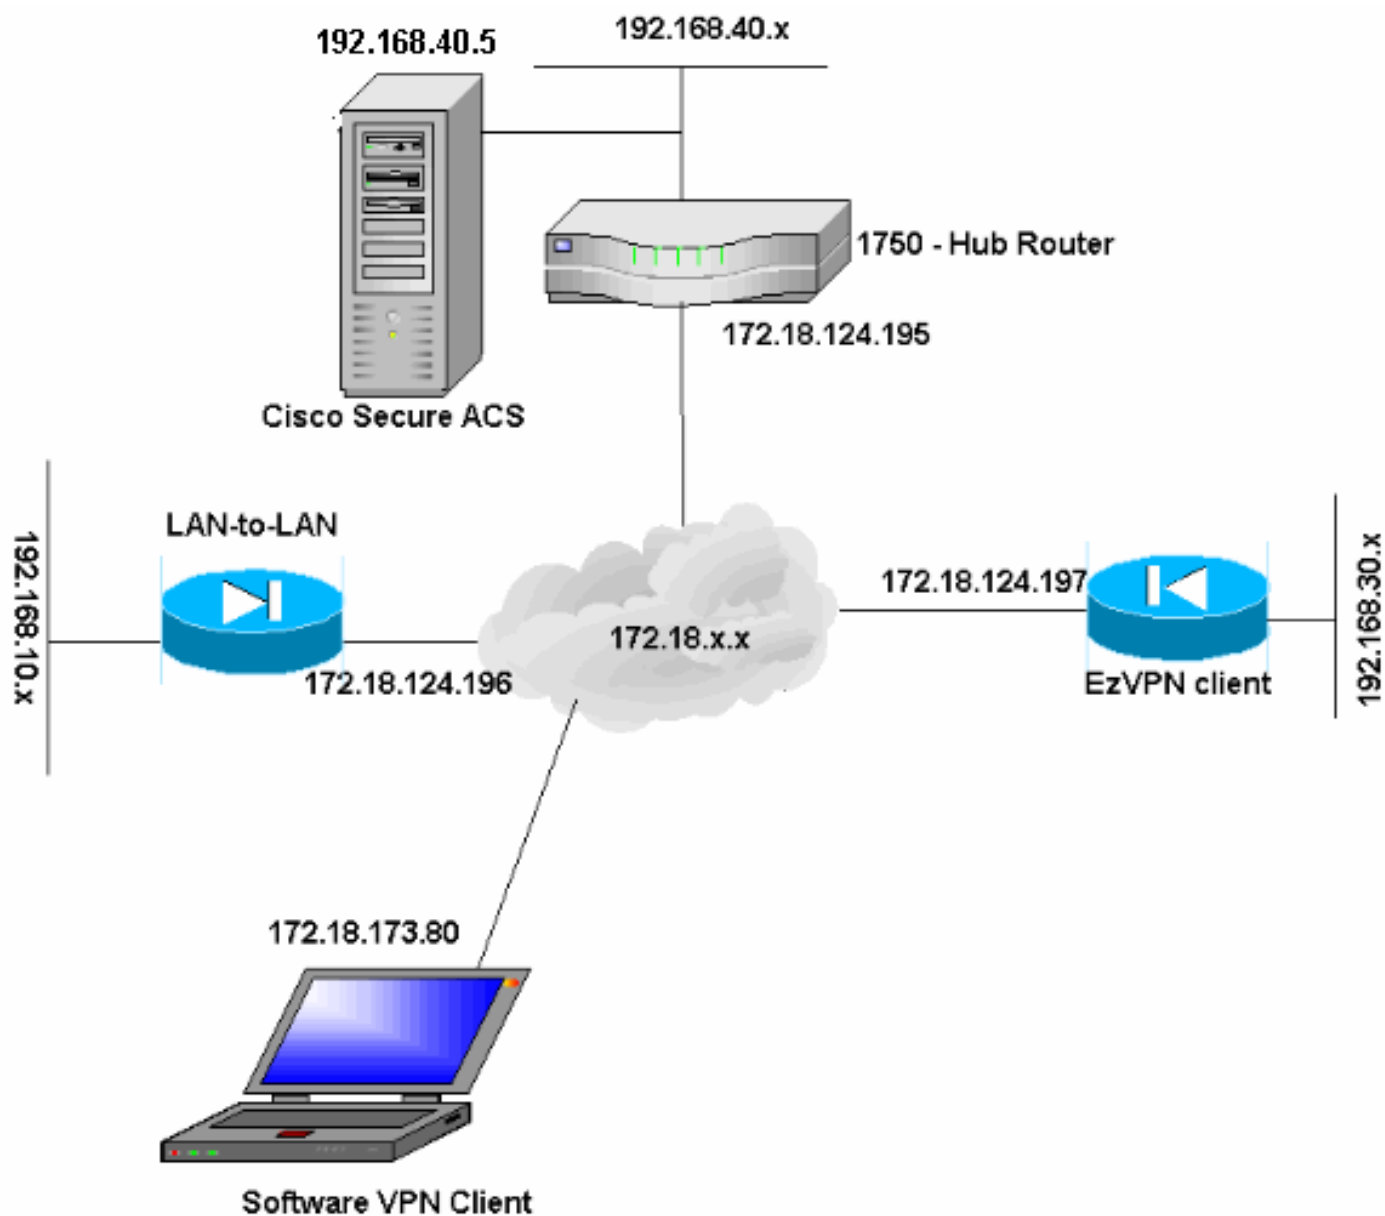 192.168.40.5
192.168.40.x
1750 - Hub Router
172.18.124.195
Cisco Secure ACS
LAN-to-LAN
192.168.10.x
172.18.124.196
172.18.x.x
172.18.124.197
EzVPN client
192.168.30.x
172.18.173.80
Software VPN Client